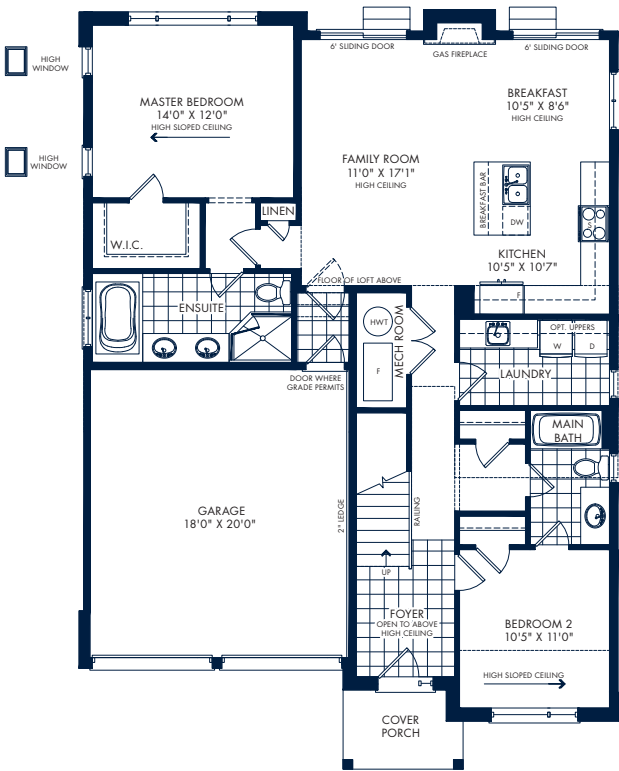 6' SLIDING DOOR
GAS FIREPLACE
6' SLIDING DOOR
HIGH
WINDOW
MASTER BEDROOM
14'0" X 12'0"
HIGH SLOPED CEILING
BREAKFAST
10'5" X 8'6"
HIGH CEILING
HIGH
WINDOW
FAMILY ROOM
11'0" X 17'1"
HIGH CEILING
BREAKFAST BAR
DW
LINEN
W.I.C.
KITCHEN
10'5" X 10'7"
FLOOR OF LOFT ABOVE
F
ENSUITE
HWT
MECH ROOM
F
OPT. UPPERS
W
D
LAUNDRY
DOOR WHERE
GRADE PERMITS
MAIN
BATH
GARAGE
18'0" X 20'0"
2" LEDGE
RAILING
UP
FOYER
OPEN TO ABOVE
HIGH CEILING
BEDROOM 2
10'5" X 11'0"
HIGH SLOPED CEILING
COVER
PORCH